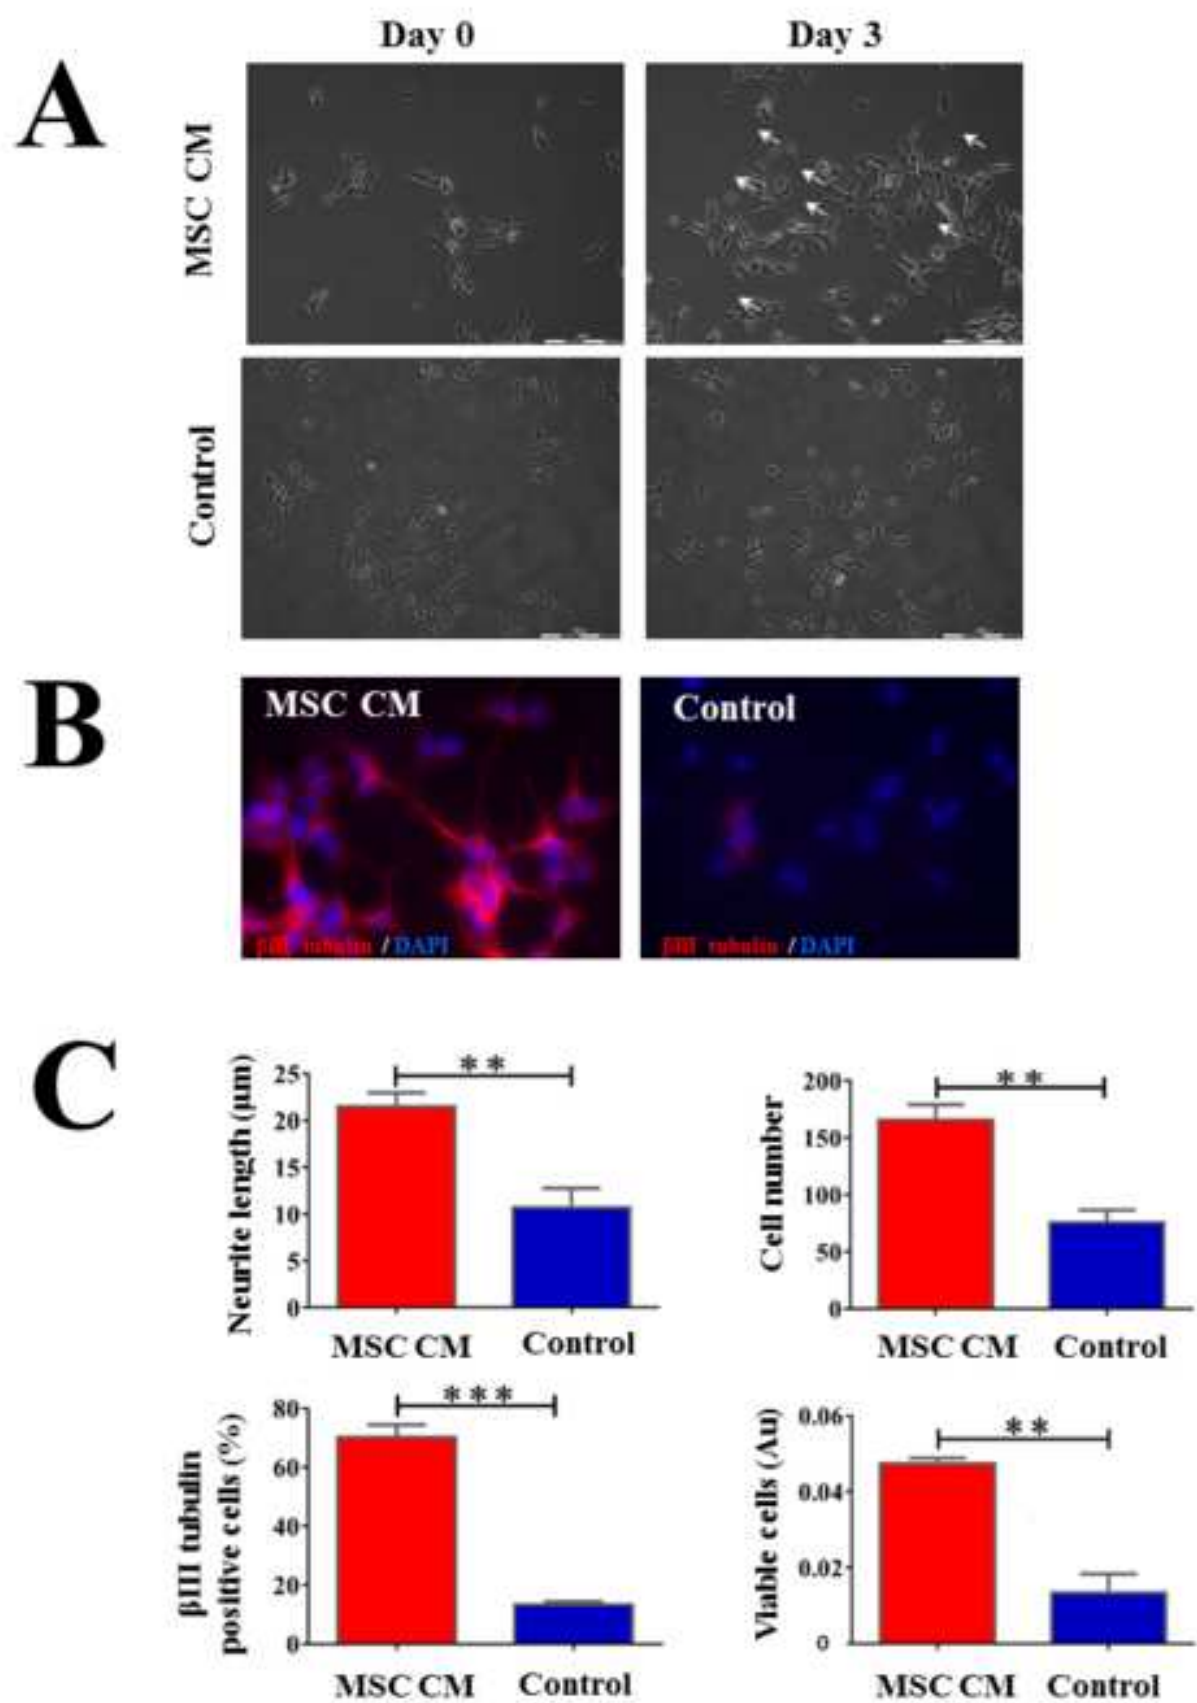 Day 0 Day 3
A
MSC CM
Control
B
MSC CM Control
βIII tubulin / DAPI βIII tubulin / DAPI
C
Neurite length (µm)
25
20
15
10
5
0
**
MSC CM Control
Cell number
200
150
100
50
0
**
MSC CM Control
βIII tubulin
positive cells (%)
80
60
40
20
0
***
MSC CM Control
Viable cells (Au)
0.06
0.04
0.02
0
**
MSC CM Control